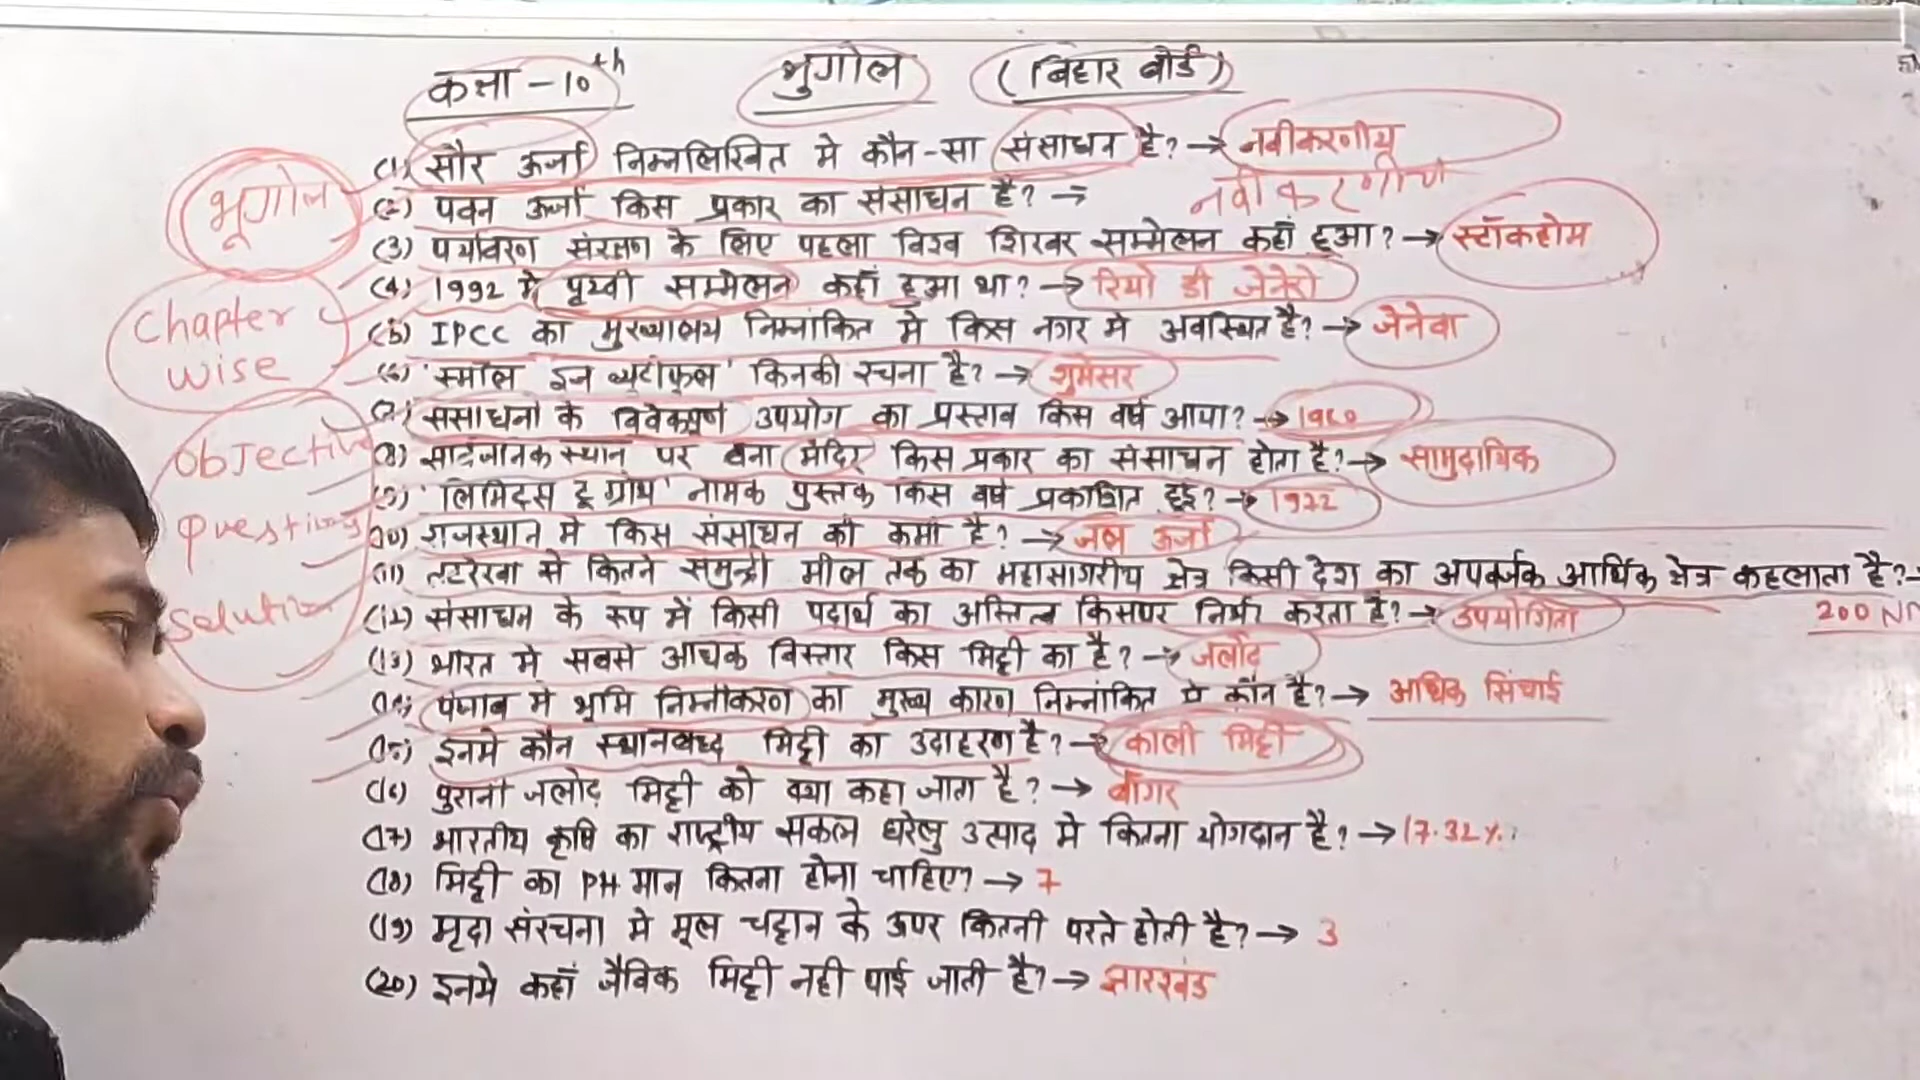 कक्षा - 10th भुगोल (बिहार बोर्ड)
(1) सौर ऊर्जा निम्नलिखित मे कौन-सा संसाधन है? → नवीकरणीय
(2) पवन ऊर्जा किस प्रकार का संसाधन है? → नवीकरणीय
(3) पर्यावरण संरक्षण के लिए पहला विश्व शिखर सम्मेलन कहाँ हुआ? → स्टॉकहोम
(4) 1992 मे पृथ्वी सम्मेलन कहाँ हुआ था? → रियो डी जेनेरो
(5) IPCC का मुख्यालय निम्नांकित मे किस नगर मे अवस्थित है? → जेनेवा
(6) 'स्मॉल इन ब्यूटीफुल' किनकी रचना है? → शुमेसर
(7) संसाधनो के विवेकपूर्ण उपयोग का प्रस्ताव किस वर्ष आया? → 1968
(8) सार्वजनिक स्थान पर बना मंदिर किस प्रकार का संसाधन होता है? → सामुदायिक
(9) 'लिमिट्स टू ग्रोथ' नामक पुस्तक किस वर्ष प्रकाशित हुई? → 1972
(10) राजस्थान मे किस संसाधन की कमी है? → जल ऊर्जा
(11) तटरेखा से कितने समुन्द्री मील तक का महासागरीय क्षेत्र किसी देश का अपवर्जक आर्थिक क्षेत्र कहलाता है? →
200
(12) संसाधन के रूप में किसी पदार्थ का अस्तित्व किसपर निर्भर करता है? → उपयोगिता
(13) भारत मे सबसे अधिक विस्तार किस मिट्टी का है? → जलोढ़
(14) पंजाब मे भूमि निम्नीकरण का मुख्य कारण निम्नांकित मे कौन है? → अधिक सिंचाई
(15) इनमे कौन स्थानबध्द मिट्टी का उदाहरण है? → काली मिट्टी
(16) पुरानी जलोढ़ मिट्टी को क्या कहा जाता है? → बाँगर
(17) भारतीय कृषि का राष्ट्रीय सकल घरेलु उत्पाद मे कितना योगदान है? → 17.32%
(18) मिट्टी का PH मान कितना होना चाहिए? → 7
(19) मृदा संरचना मे मूल चट्टान के ऊपर कितनी परते होती है? → 3
(20) इनमे कहाँ जैविक मिट्टी नही पाई जाती है? → झारखंड
भूगोल
Chapter
wise
Objective
Questions
Solution